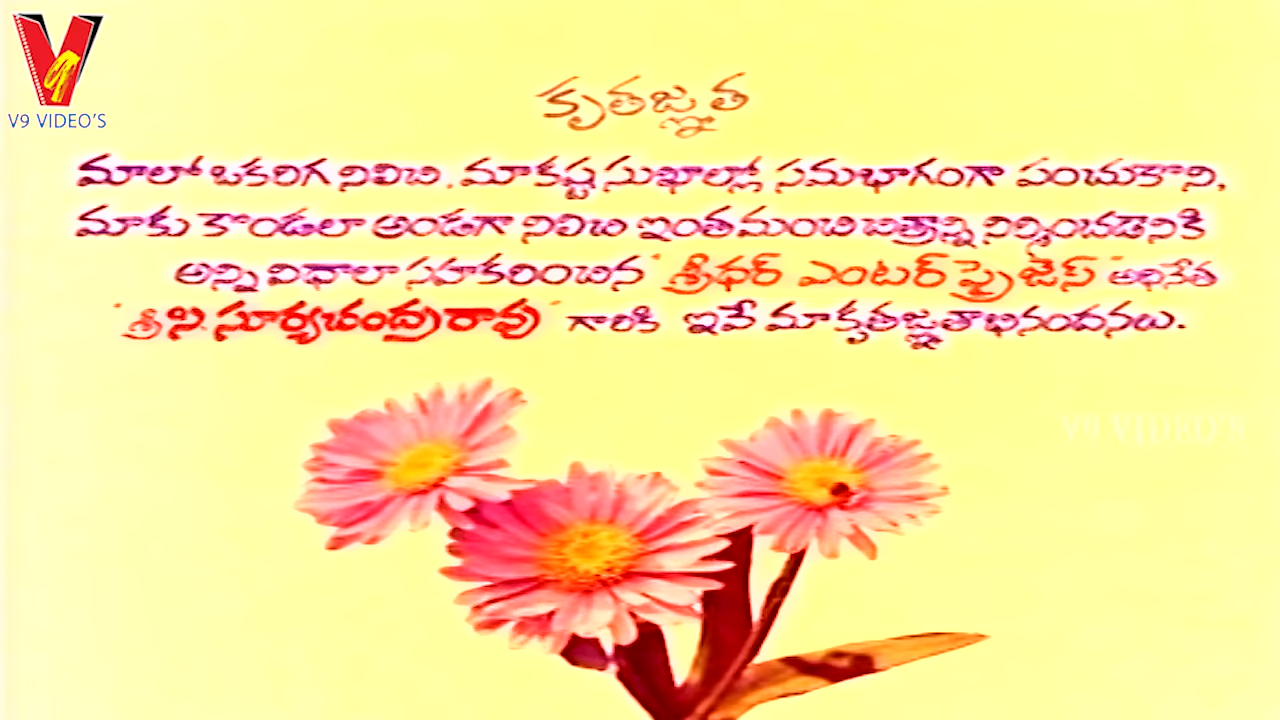 V9 VIDEO'S
కృతజ్ఞత
మాలో ఒకరిగ నిలిచి. మా కష్ట సుఖాల్లో సమభాగంగా పంచుకొని,
మాకు కొండలా అండగా నిలిచి ఇంత మంచి చిత్రాన్ని నిర్మించడానికి
అన్ని విధాలా సహకరించిన "శ్రీధర్ ఎంటర్ ప్రైజెస్" అధినేత
"శ్రీ సి. సూర్యచంద్రరావు" గారికి ఇవే మా కృతజ్ఞతాభినందనలు.
V9 VIDEO'S